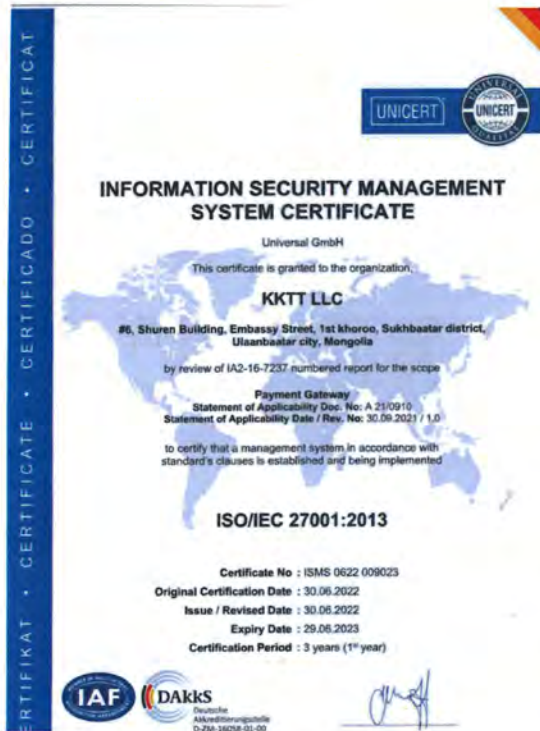 CERTIFIKAT • CERTIFICATE • CERTIFICADO • CERTIFICAT
UNICERT
UNIVERSAL
UNICERT
INFORMATION SECURITY MANAGEMENT
SYSTEM CERTIFICATE
Universal GmbH
This certificate is granted to the organization,
KKTT LLC
#6, Shuren Building, Embassy Street, 1st khoroo, Sukhbaatar district,
Ulaanbaatar city, Mongolia
by review of IA2-16-7237 numbered report for the scope
Payment Gateway
Statement of Applicability Doc. No: A 21/0910
Statement of Applicability Date / Rev. No: 30.09.2021 / 1.0
to certify that a management system in accordance with
standard's clauses is established and being implemented
ISO/IEC 27001:2013
Certificate No : ISMS 0622 009023
Original Certification Date : 30.06.2022
Issue / Revised Date : 30.06.2022
Expiry Date : 29.06.2023
Certification Period : 3 years (1st year)
IAF
DAkkS
Deutsche
Akkreditierungsstelle
D-ZM-16058-01-00